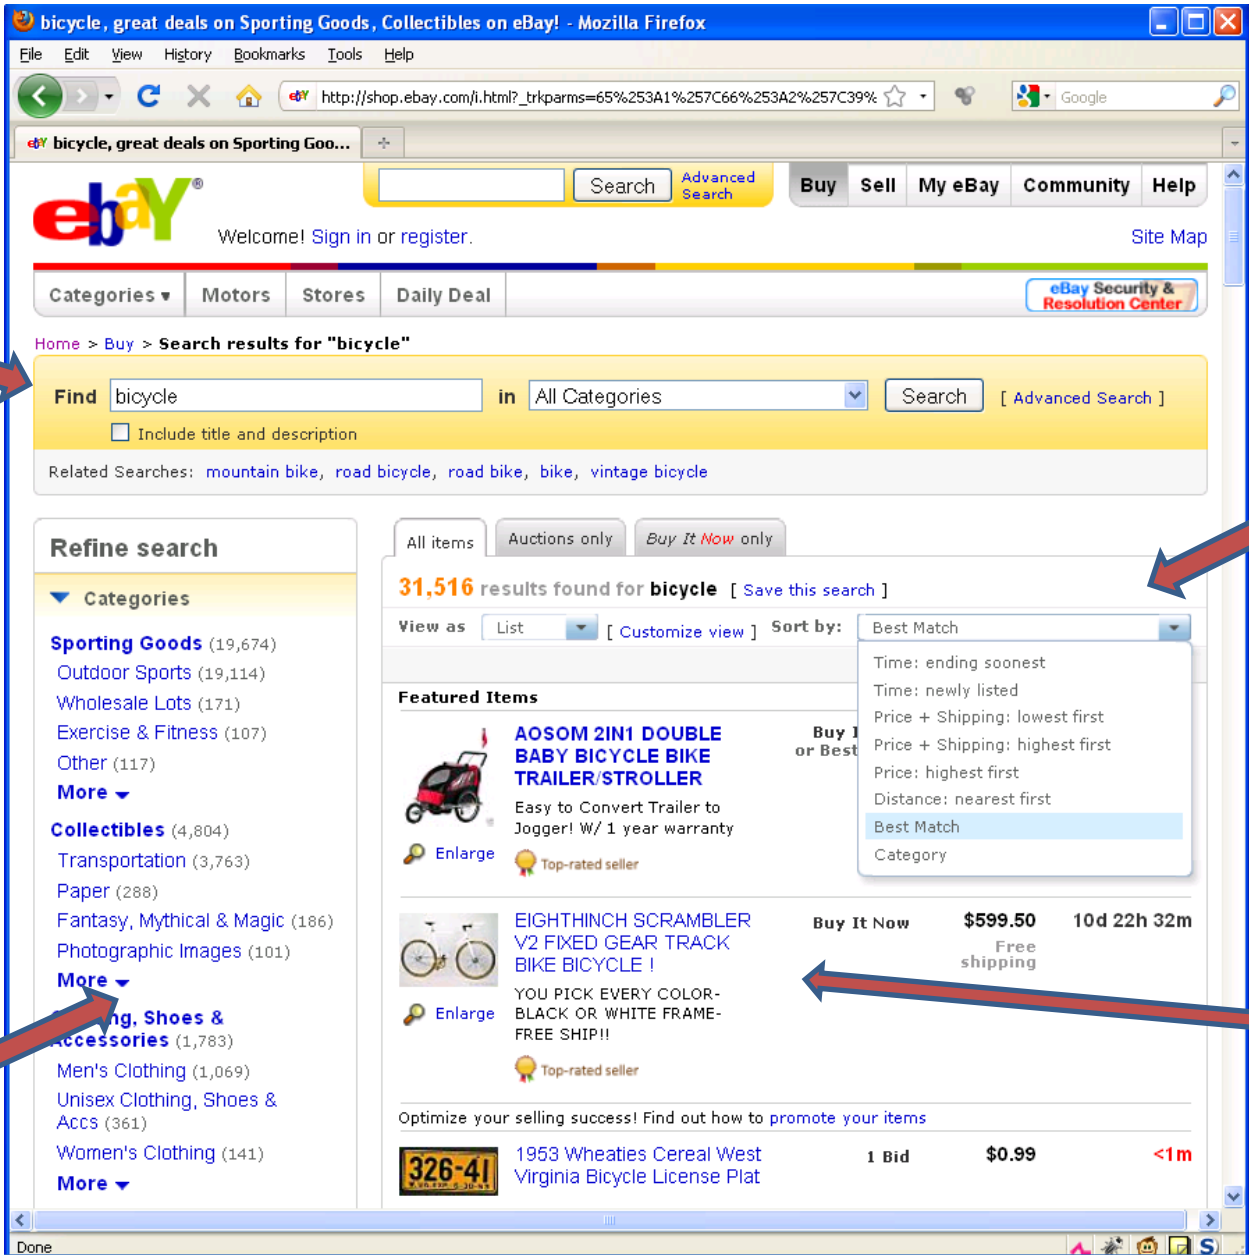 bicycle, great deals on Sporting Goods, Collectibles on eBay! - Mozilla Firefox
File Edit View History Bookmarks Tools Help
http://shop.ebay.com/i.html?_trkparms=65%253A1%257C66%253A2%257C39% Google
bicycle, great deals on Sporting Goo...
ebaY® Search Advanced Search Buy Sell My eBay Community Help
Welcome! Sign in or register. Site Map
Categories Motors Stores Daily Deal eBay Security & Resolution Center
Home > Buy > Search results for "bicycle"
Find bicycle in All Categories Search [ Advanced Search ]
Include title and description
Related Searches: mountain bike, road bicycle, road bike, bike, vintage bicycle
Refine search
Categories
Sporting Goods (19,674)
Outdoor Sports (19,114)
Wholesale Lots (171)
Exercise & Fitness (107)
Other (117)
More
Collectibles (4,804)
Transportation (3,763)
Paper (288)
Fantasy, Mythical & Magic (186)
Photographic Images (101)
More
Shoes &
Accessories (1,783)
Men's Clothing (1,069)
Unisex Clothing, Shoes &
Accs (361)
Women's Clothing (141)
More
All items Auctions only Buy It Now only
31,516 results found for bicycle [ Save this search ]
View as List [ Customize view ] Sort by: Best Match
Time: ending soonest
Time: newly listed
Price + Shipping: lowest first
Price + Shipping: highest first
Price: highest first
Distance: nearest first
Best Match
Category
Featured Items
AOSOM 2IN1 DOUBLE
BABY BICYCLE BIKE
TRAILER/STROLLER
Easy to Convert Trailer to
Jogger! W/ 1 year warranty
Enlarge Top-rated seller
Buy
or Best
EIGHTHINCH SCRAMBLER
V2 FIXED GEAR TRACK
BIKE BICYCLE !
YOU PICK EVERY COLOR-
BLACK OR WHITE FRAME-
FREE SHIP!!
Enlarge Top-rated seller
Buy It Now $599.50 10d 22h 32m
Free
shipping
Optimize your selling success! Find out how to promote your items
326-41
1953 Wheaties Cereal West
Virginia Bicycle License Plat
1 Bid $0.99 <1m
Done